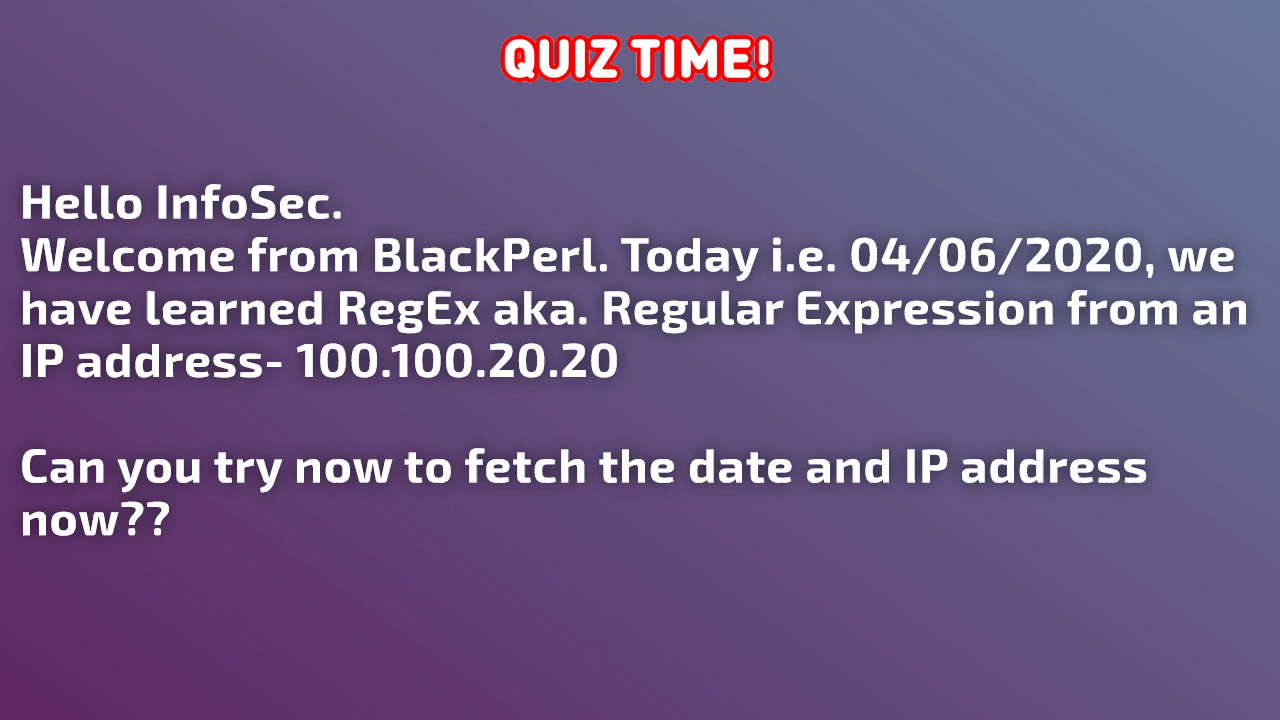 QUIZ TIME!
Hello InfoSec.
Welcome from BlackPerl. Today i.e. 04/06/2020, we
have learned RegEx aka. Regular Expression from an
IP address- 100.100.20.20
Can you try now to fetch the date and IP address
now??